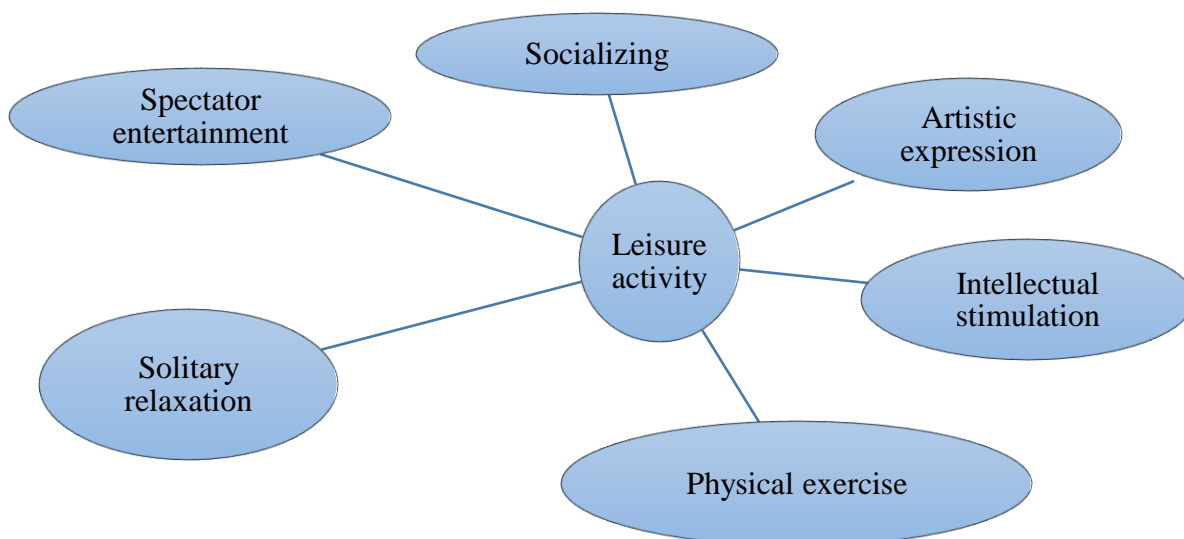 Socializing
Spectator
entertainment
Artistic
expression
Leisure
activity
Intellectual
stimulation
Solitary
relaxation
Physical exercise